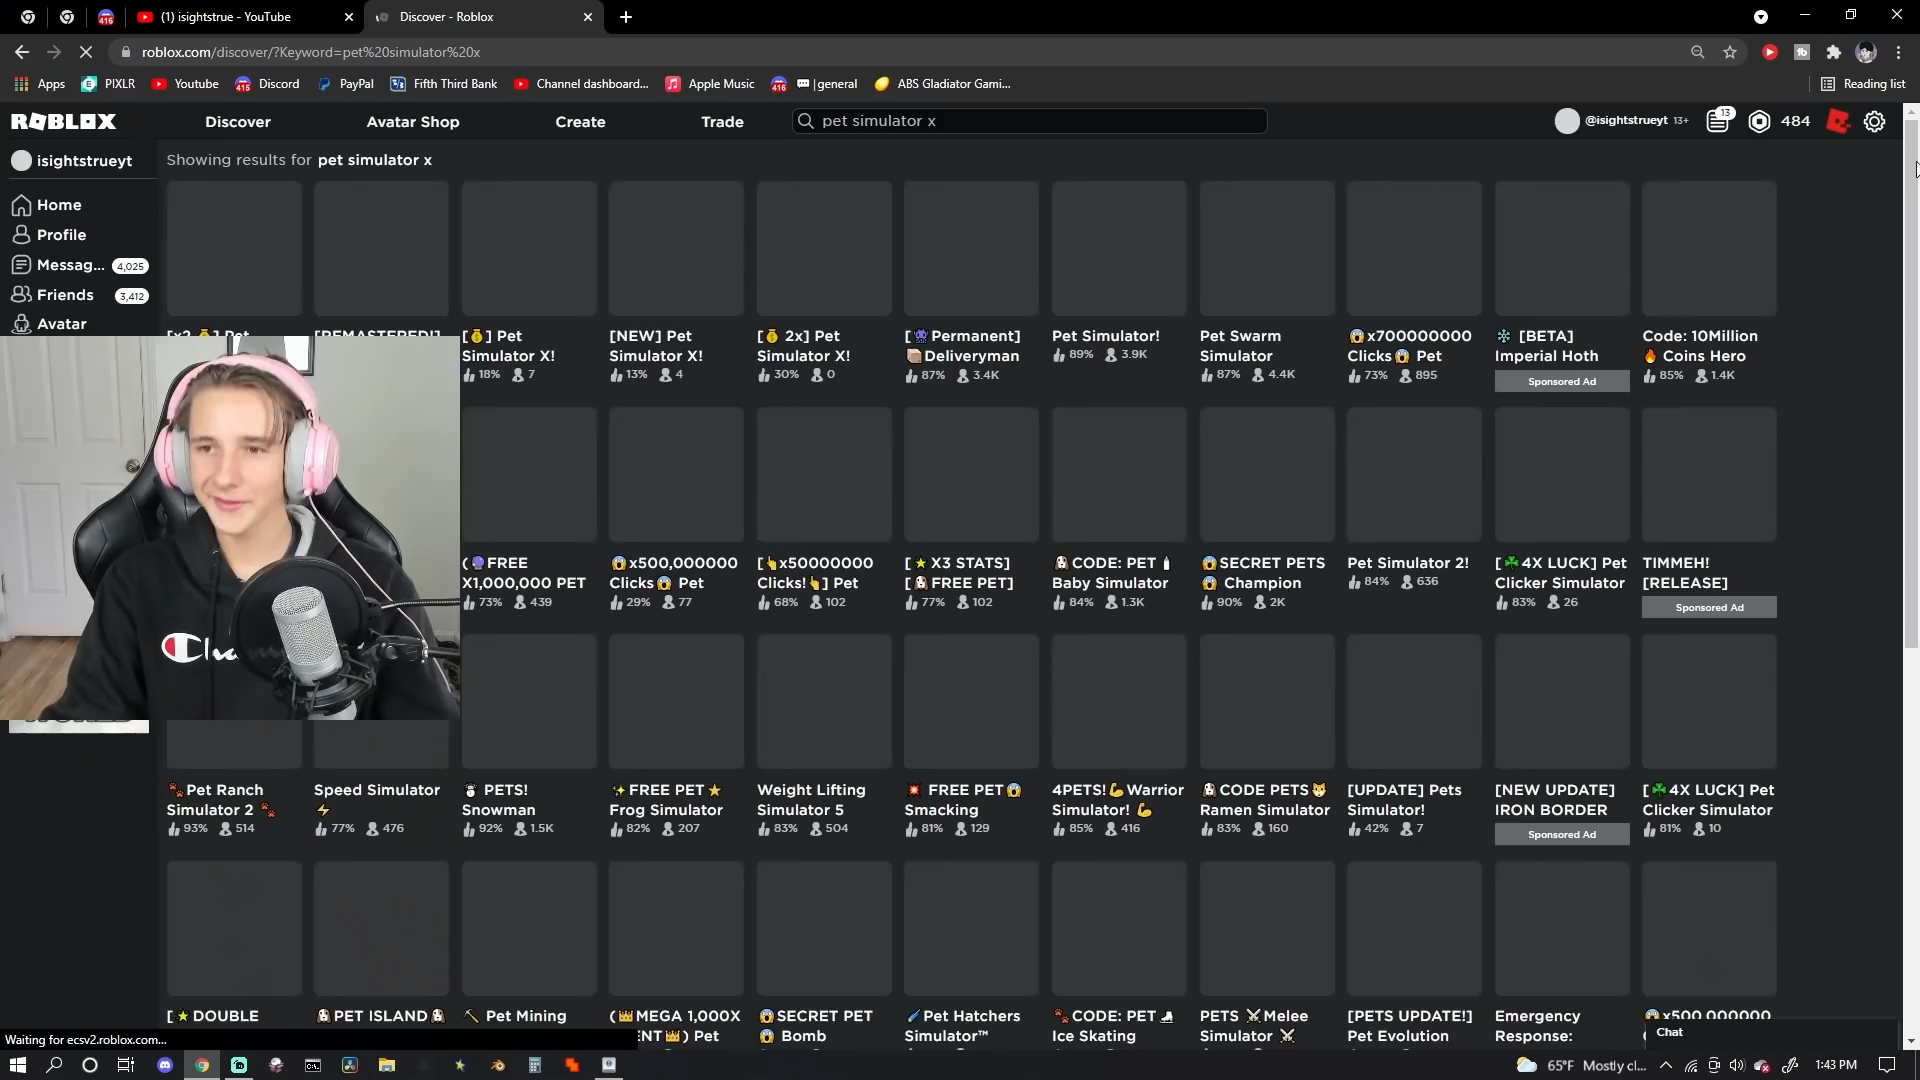 416 (1) isightstrue - YouTube Discover - Roblox
roblox.com/discover/?Keyword=pet%20simulator%20x
Apps PIXLR Youtube 415 Discord PayPal Fifth Third Bank Channel dashboard... Apple Music 416 |general ABS Gladiator Gami... Reading list
ROBLOX Discover Avatar Shop Create Trade pet simulator x @isightstrueyt 13+ 13 484
isightstrueyt
Showing results for pet simulator x
Home
Profile
Messag... 4,025
Friends 3,412
Avatar
[x2 💰] Pet [REMASTERED!] [💰] Pet [NEW] Pet [💰 2x] Pet [👾Permanent] Pet Simulator! Pet Swarm 😱x700000000 ❄ [BETA] Code: 10Million
Simulator X! Simulator X! Simulator X! 📦Deliveryman 89% 3.9K Simulator Clicks😱 Pet Imperial Hoth 🔥 Coins Hero
18% 7 13% 4 30% 0 87% 3.4K 87% 4.4K 73% 895 Sponsored Ad 85% 1.4K
(🔮FREE 😱x500,000000 [👆x50000000 [⭐X3 STATS] 🐶CODE: PET🍼 😱SECRET PETS Pet Simulator 2! [☘4X LUCK] Pet TIMMEH!
X1,000,000 PET Clicks😱 Pet Clicks!👆] Pet [🐶FREE PET] Baby Simulator 😱 Champion 84% 636 Clicker Simulator [RELEASE]
73% 439 29% 77 68% 102 77% 102 84% 1.3K 90% 2K 83% 26 Sponsored Ad
🐾Pet Ranch Speed Simulator ☃ PETS! ✨FREE PET⭐ Weight Lifting 💥 FREE PET😱 4PETS!💪Warrior 🐶CODE PETS🐱 [UPDATE] Pets [NEW UPDATE] [☘4X LUCK] Pet
Simulator 2 🐾 ⚡ Snowman Frog Simulator Simulator 5 Smacking Simulator! 💪 Ramen Simulator Simulator! IRON BORDER Clicker Simulator
93% 514 77% 476 92% 1.5K 82% 207 83% 504 81% 129 85% 416 83% 160 42% 7 Sponsored Ad 81% 10
[⭐DOUBLE 🐶PET ISLAND🐶 ⛏ Pet Mining (👑MEGA 1,000X 😱SECRET PET 🧪Pet Hatchers 🐾CODE: PET⛸ PETS ⚔Melee [PETS UPDATE!] Emergency 😱x500,000000
ENT👑) Pet 😱 Bomb Simulator™ Ice Skating Simulator ⚔ Pet Evolution Response:
Chat
Waiting for ecsv2.roblox.com...
65°F Mostly cl... 1:43 PM